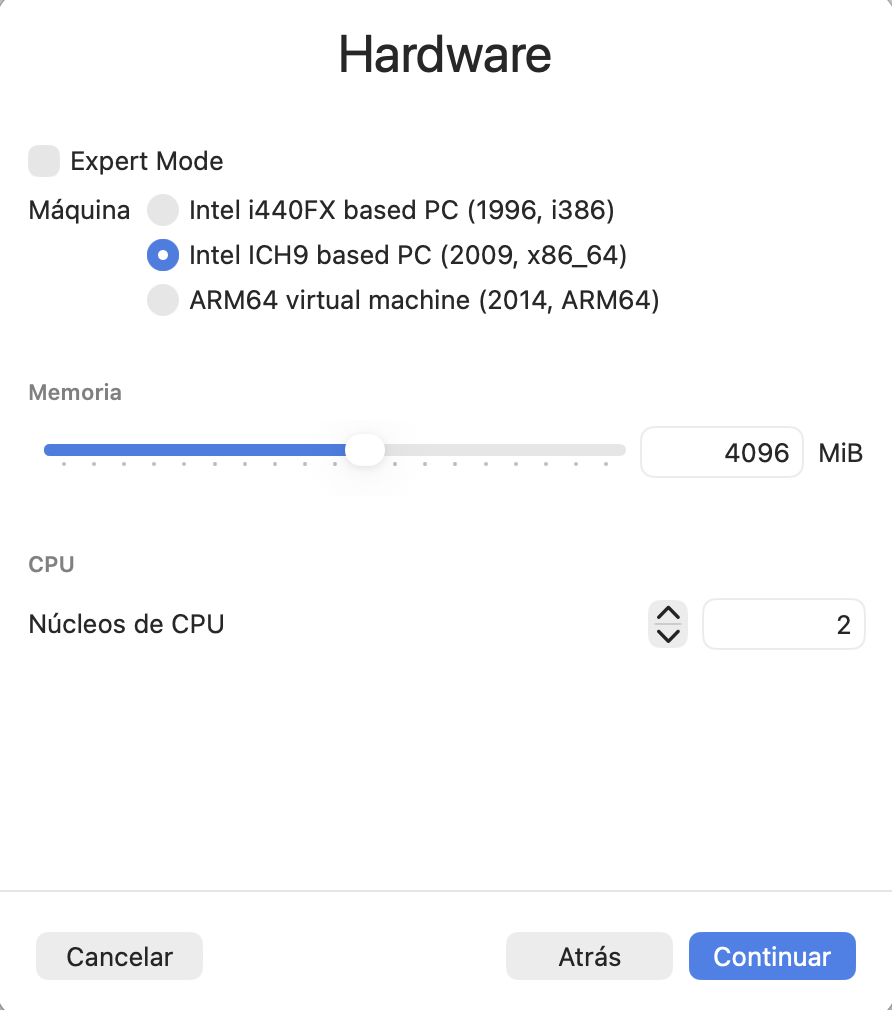 Hardware
Expert Mode
Máquina Intel i440FX based PC (1996, i386)
Intel ICH9 based PC (2009, x86_64)
ARM64 virtual machine (2014, ARM64)
Memoria
4096 MiB
CPU
Núcleos de CPU 2
Cancelar Atrás Continuar